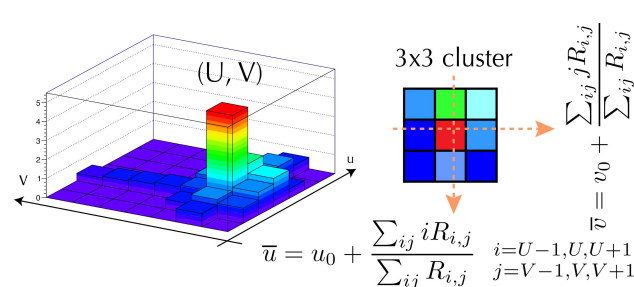 (U, V)
5
4
3
2
1
0
V
u
3x3 cluster
\overline{u} = u_0 + \frac{\sum_{ij} iR_{i,j}}{\sum_{ij} R_{i,j}}
i=U−1,U,U+1
j=V−1,V,V+1
\overline{v} = v_0 + \frac{\sum_{ij} jR_{i,j}}{\sum_{ij} R_{i,j}}